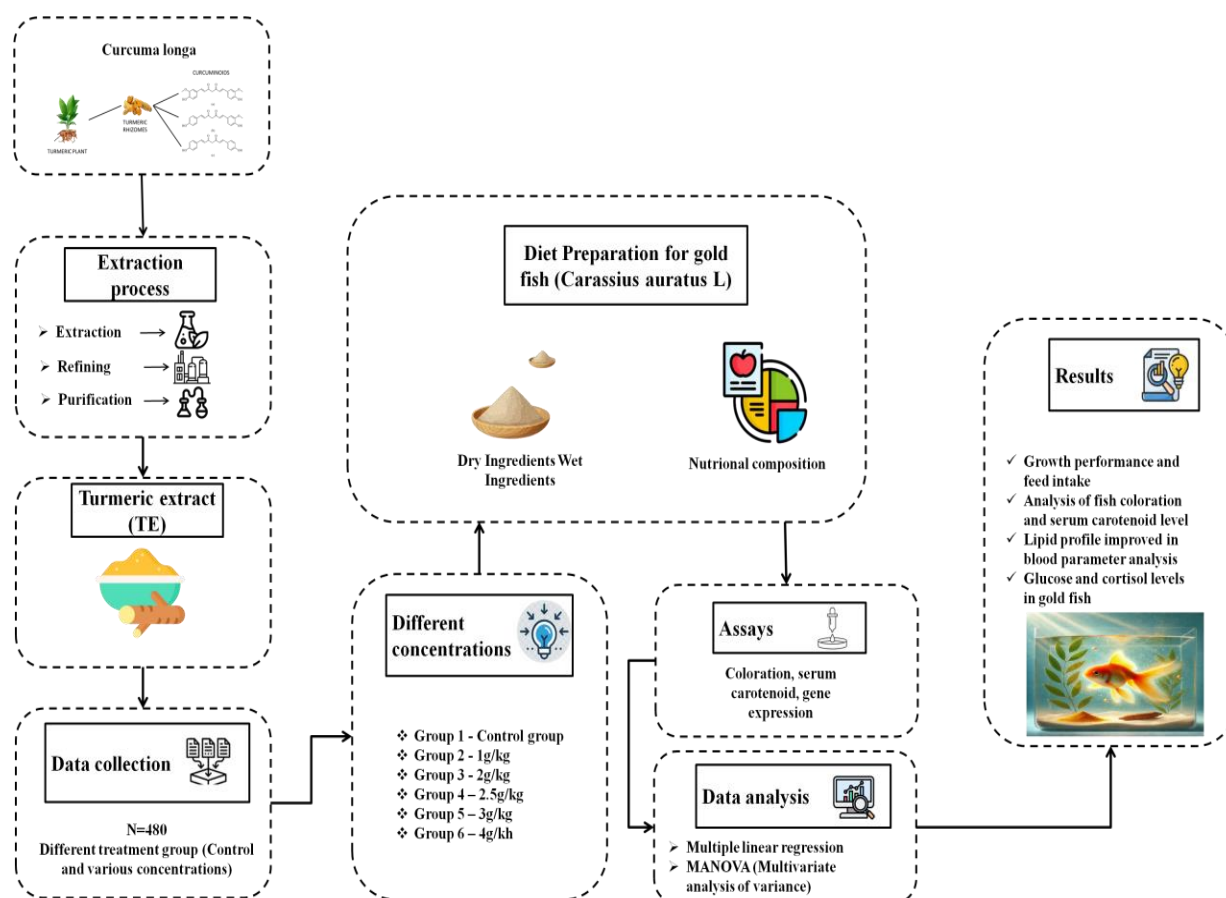 Curcuma longa
CURCUMINOIDS
TURMERIC
RHIZOMES
TURMERIC PLANT
Extraction
process
➢ Extraction
➢ Refining
➢ Purification
Turmeric extract
(TE)
Data collection
N=480
Different treatment group (Control
and various concentrations)
Different
concentrations
❖ Group 1 - Control group
❖ Group 2 - 1g/kg
❖ Group 3 - 2g/kg
❖ Group 4 – 2.5g/kg
❖ Group 5 – 3g/kg
❖ Group 6 – 4g/kh
Diet Preparation for gold
fish (Carassius auratus L)
Dry Ingredients Wet
Ingredients
Nutrional composition
Assays
Coloration, serum
carotenoid, gene
expression
Data analysis
➢ Multiple linear regression
➢ MANOVA (Multivariate
analysis of variance)
Results
✓ Growth performance and
feed intake
✓ Analysis of fish coloration
and serum carotenoid level
✓ Lipid profile improved in
blood parameter analysis
✓ Glucose and cortisol levels
in gold fish